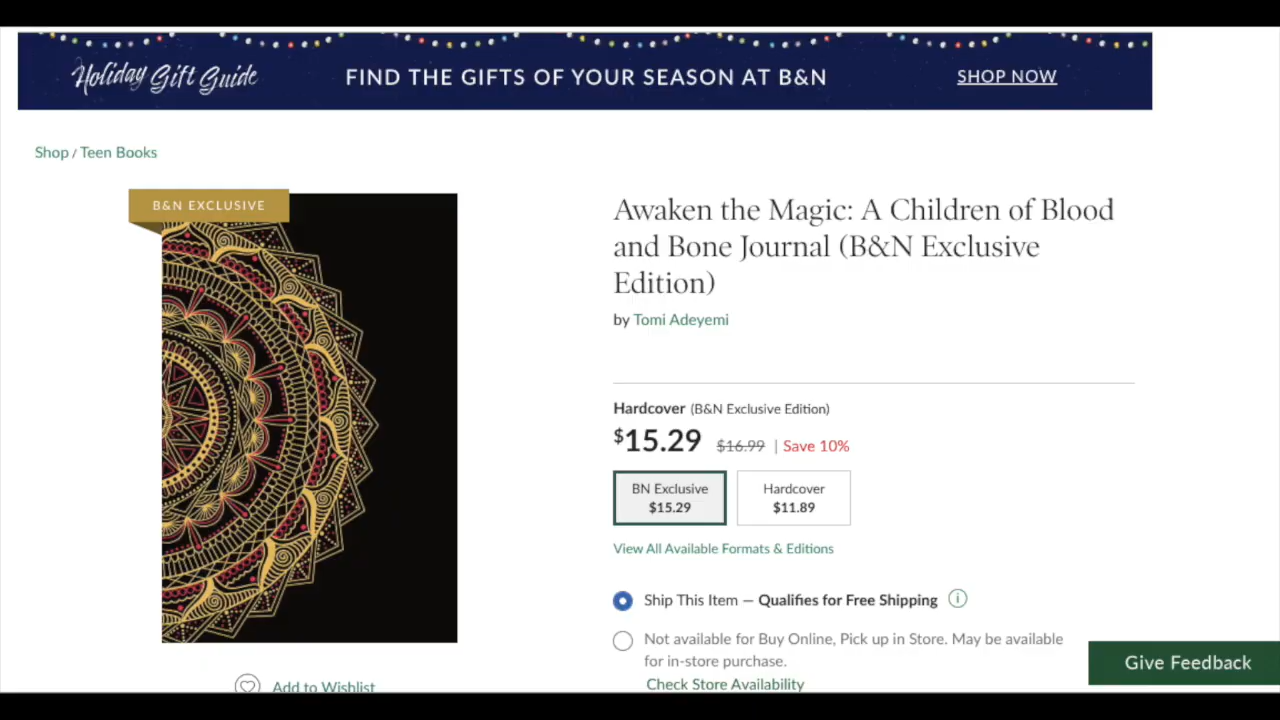 Holiday Gift Guide
FIND THE GIFTS OF YOUR SEASON AT B&N
SHOP NOW
Shop / Teen Books
B&N EXCLUSIVE
Awaken the Magic: A Children of Blood
and Bone Journal (B&N Exclusive
Edition)
by Tomi Adeyemi
Hardcover (B&N Exclusive Edition)
$15.29 $16.99 | Save 10%
BN Exclusive
$15.29
Hardcover
$11.89
View All Available Formats & Editions
Ship This Item — Qualifies for Free Shipping
Not available for Buy Online, Pick up in Store. May be available
for in-store purchase.
Check Store Availability
Add to Wishlist
Give Feedback